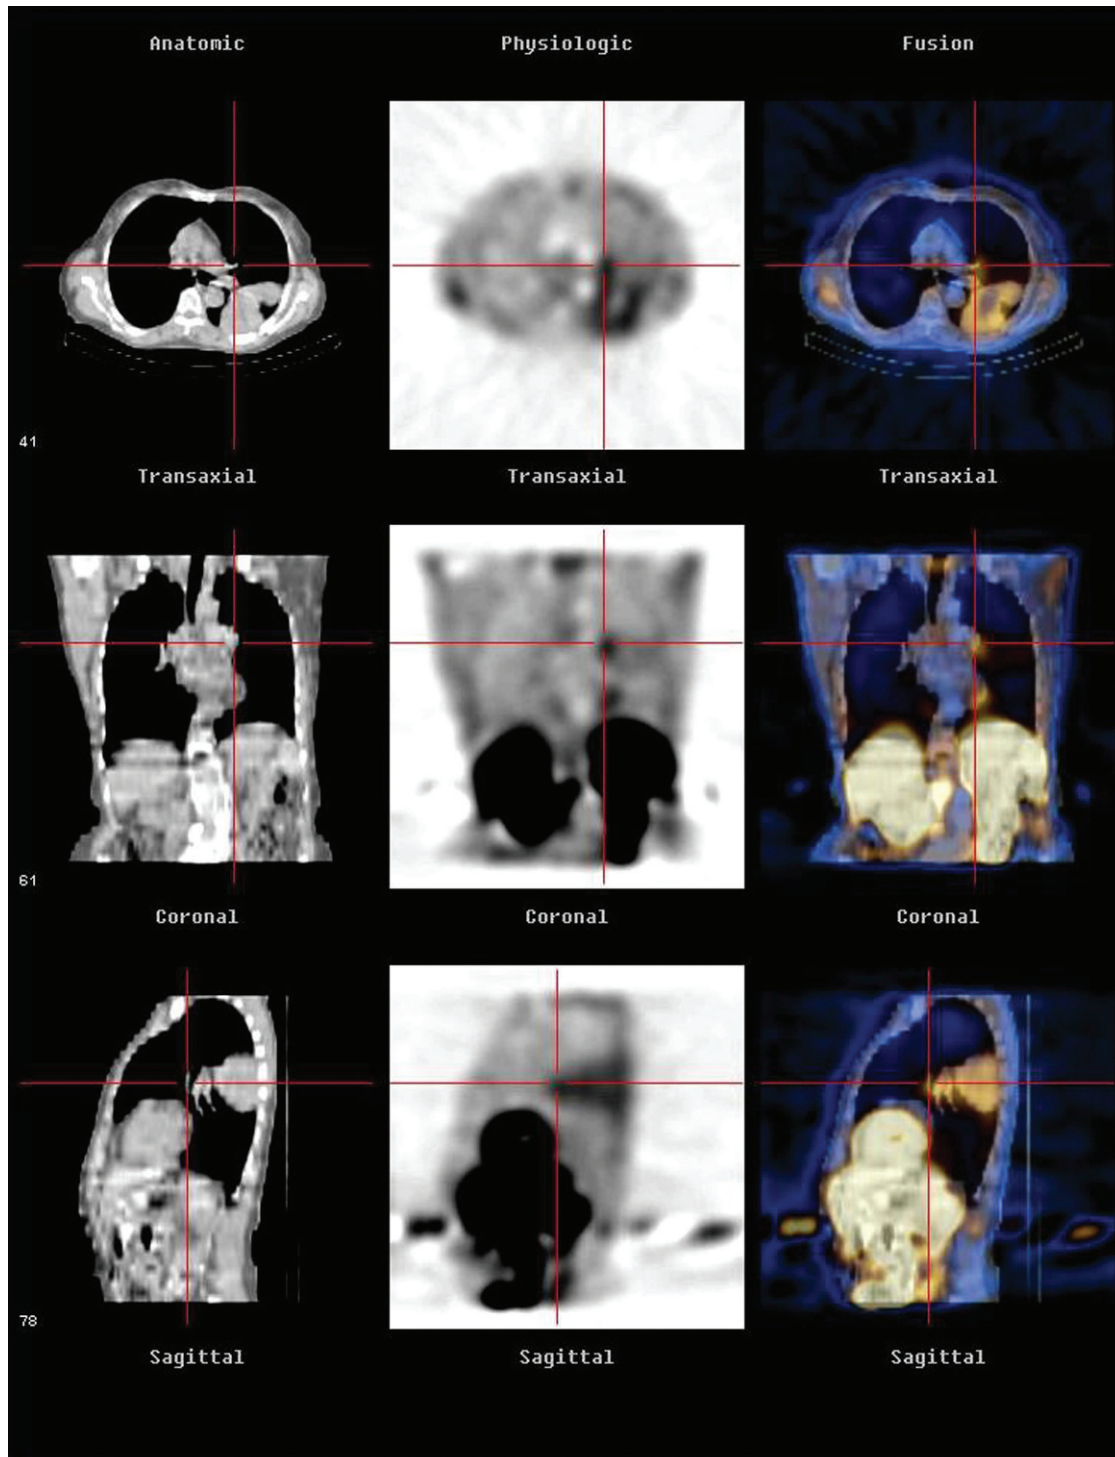 Anatomic Physiologic Fusion
41
Transaxial Transaxial Transaxial
61
Coronal Coronal Coronal
78
Sagittal Sagittal Sagittal